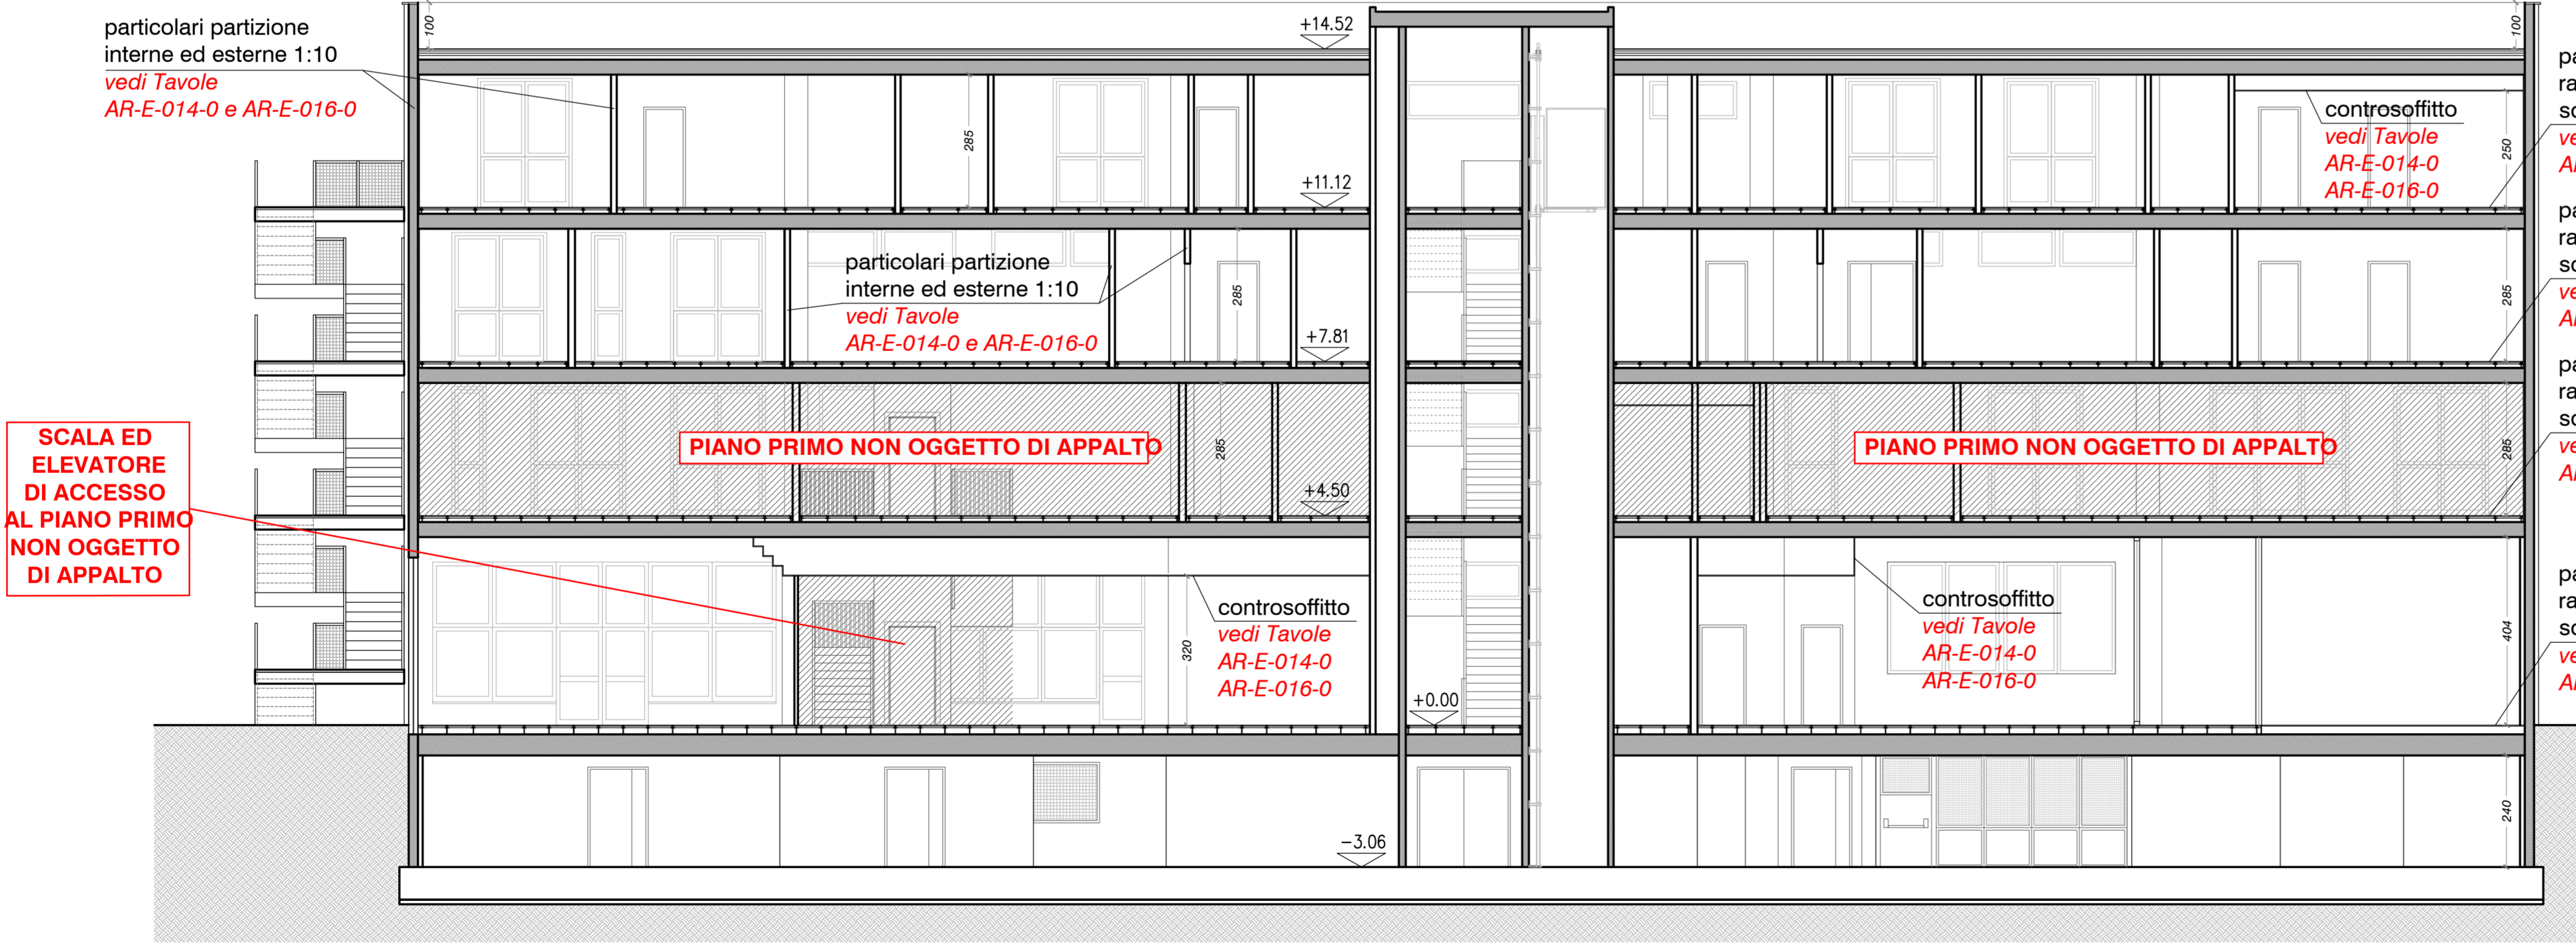 particolari partizione
interne ed esterne 1:10
vedi Tavole
AR-E-014-0 e AR-E-016-0
100
+14.52
100
285
+11.12
controsoffitto
vedi Tavole
AR-E-014-0
AR-E-016-0
250
particolari partizione
interne ed esterne 1:10
vedi Tavole
AR-E-014-0 e AR-E-016-0
285
+7.81
285
SCALA ED
ELEVATORE
DI ACCESSO
AL PIANO PRIMO
NON OGGETTO
DI APPALTO
PIANO PRIMO NON OGGETTO DI APPALTO
285
+4.50
PIANO PRIMO NON OGGETTO DI APPALTO
285
320
controsoffitto
vedi Tavole
AR-E-014-0
AR-E-016-0
+0.00
controsoffitto
vedi Tavole
AR-E-014-0
AR-E-016-0
404
-3.06
240